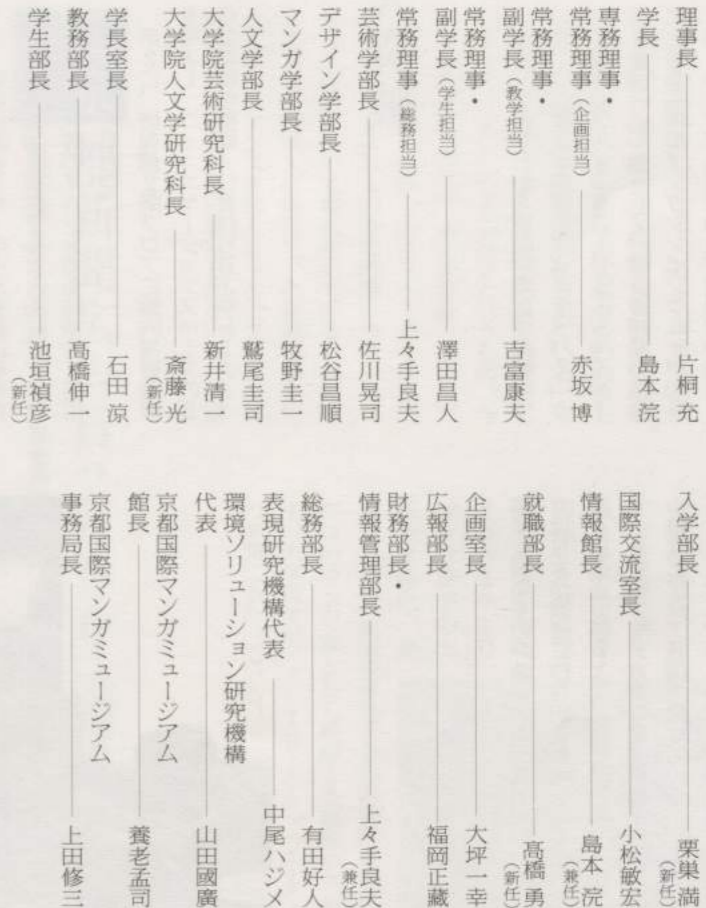 理事長 片桐 充
学長 島本 浣
専務理事・
常務理事(企画担当) 赤坂 博
常務理事・
副学長(教学担当) 吉富康夫
常務理事・
副学長(学生担当) 澤田昌人
常務理事(総務担当) 上々手良夫
芸術学部長 佐川晃司
デザイン学部長 松谷昌順
マンガ学部長 牧野圭一
人文学部長 鷲尾圭司
大学院芸術研究科長 新井清一
大学院人文学研究科長 斎藤 光
(新任)
学長室長 石田 涼
教務部長 髙橋伸一
学生部長 池垣禎彦
(新任)
入学部長 栗巣 満
(新任)
国際交流室長 小松敏宏
情報館長 島本 浣
(兼任)
就職部長 髙橋 勇
(新任)
企画室長 大坪一幸
広報部長 福岡正藏
財務部長・
情報管理部長 上々手良夫
(兼任)
総務部長 有田好人
表現研究機構代表 中尾ハジメ
環境ソリューション研究機構
代表 山田國廣
京都国際マンガミュージアム
館長 養老孟司
京都国際マンガミュージアム
事務局長 上田修三